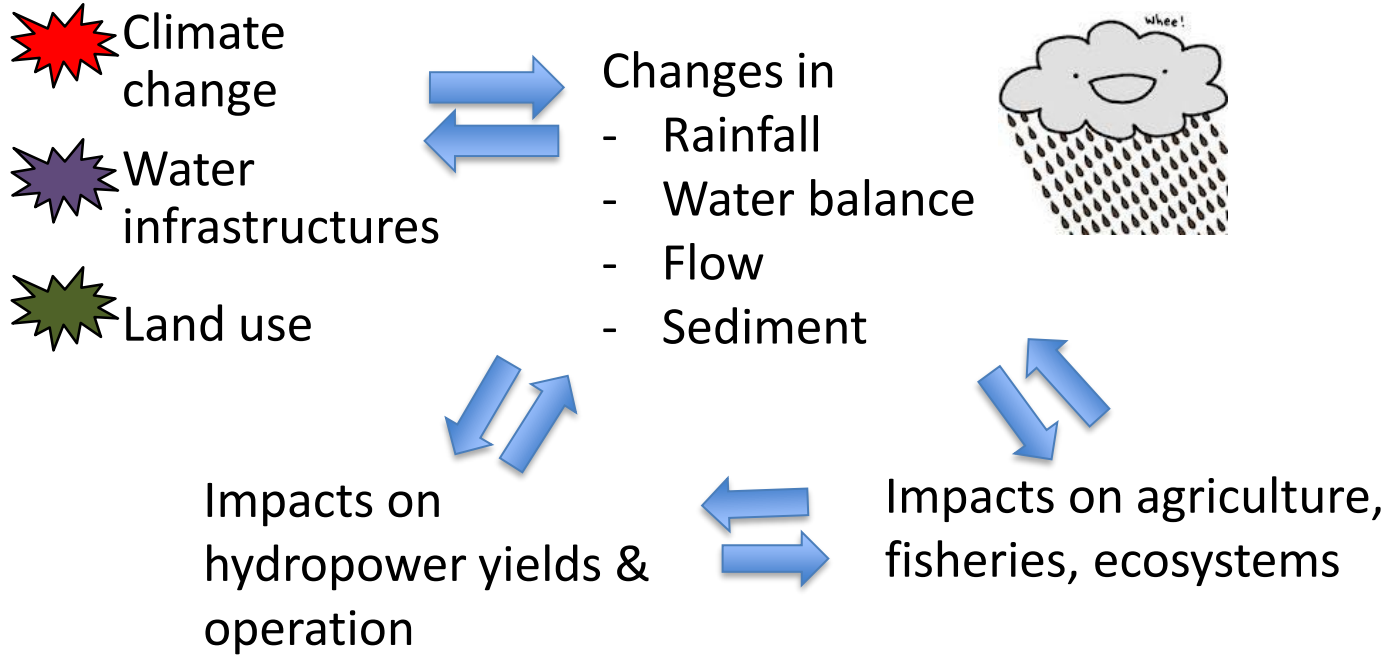 Climate
change
Water
infrastructures
Land use
Changes in
- Rainfall
- Water balance
- Flow
- Sediment
whee!
Impacts on
hydropower yields &
operation
Impacts on agriculture,
fisheries, ecosystems